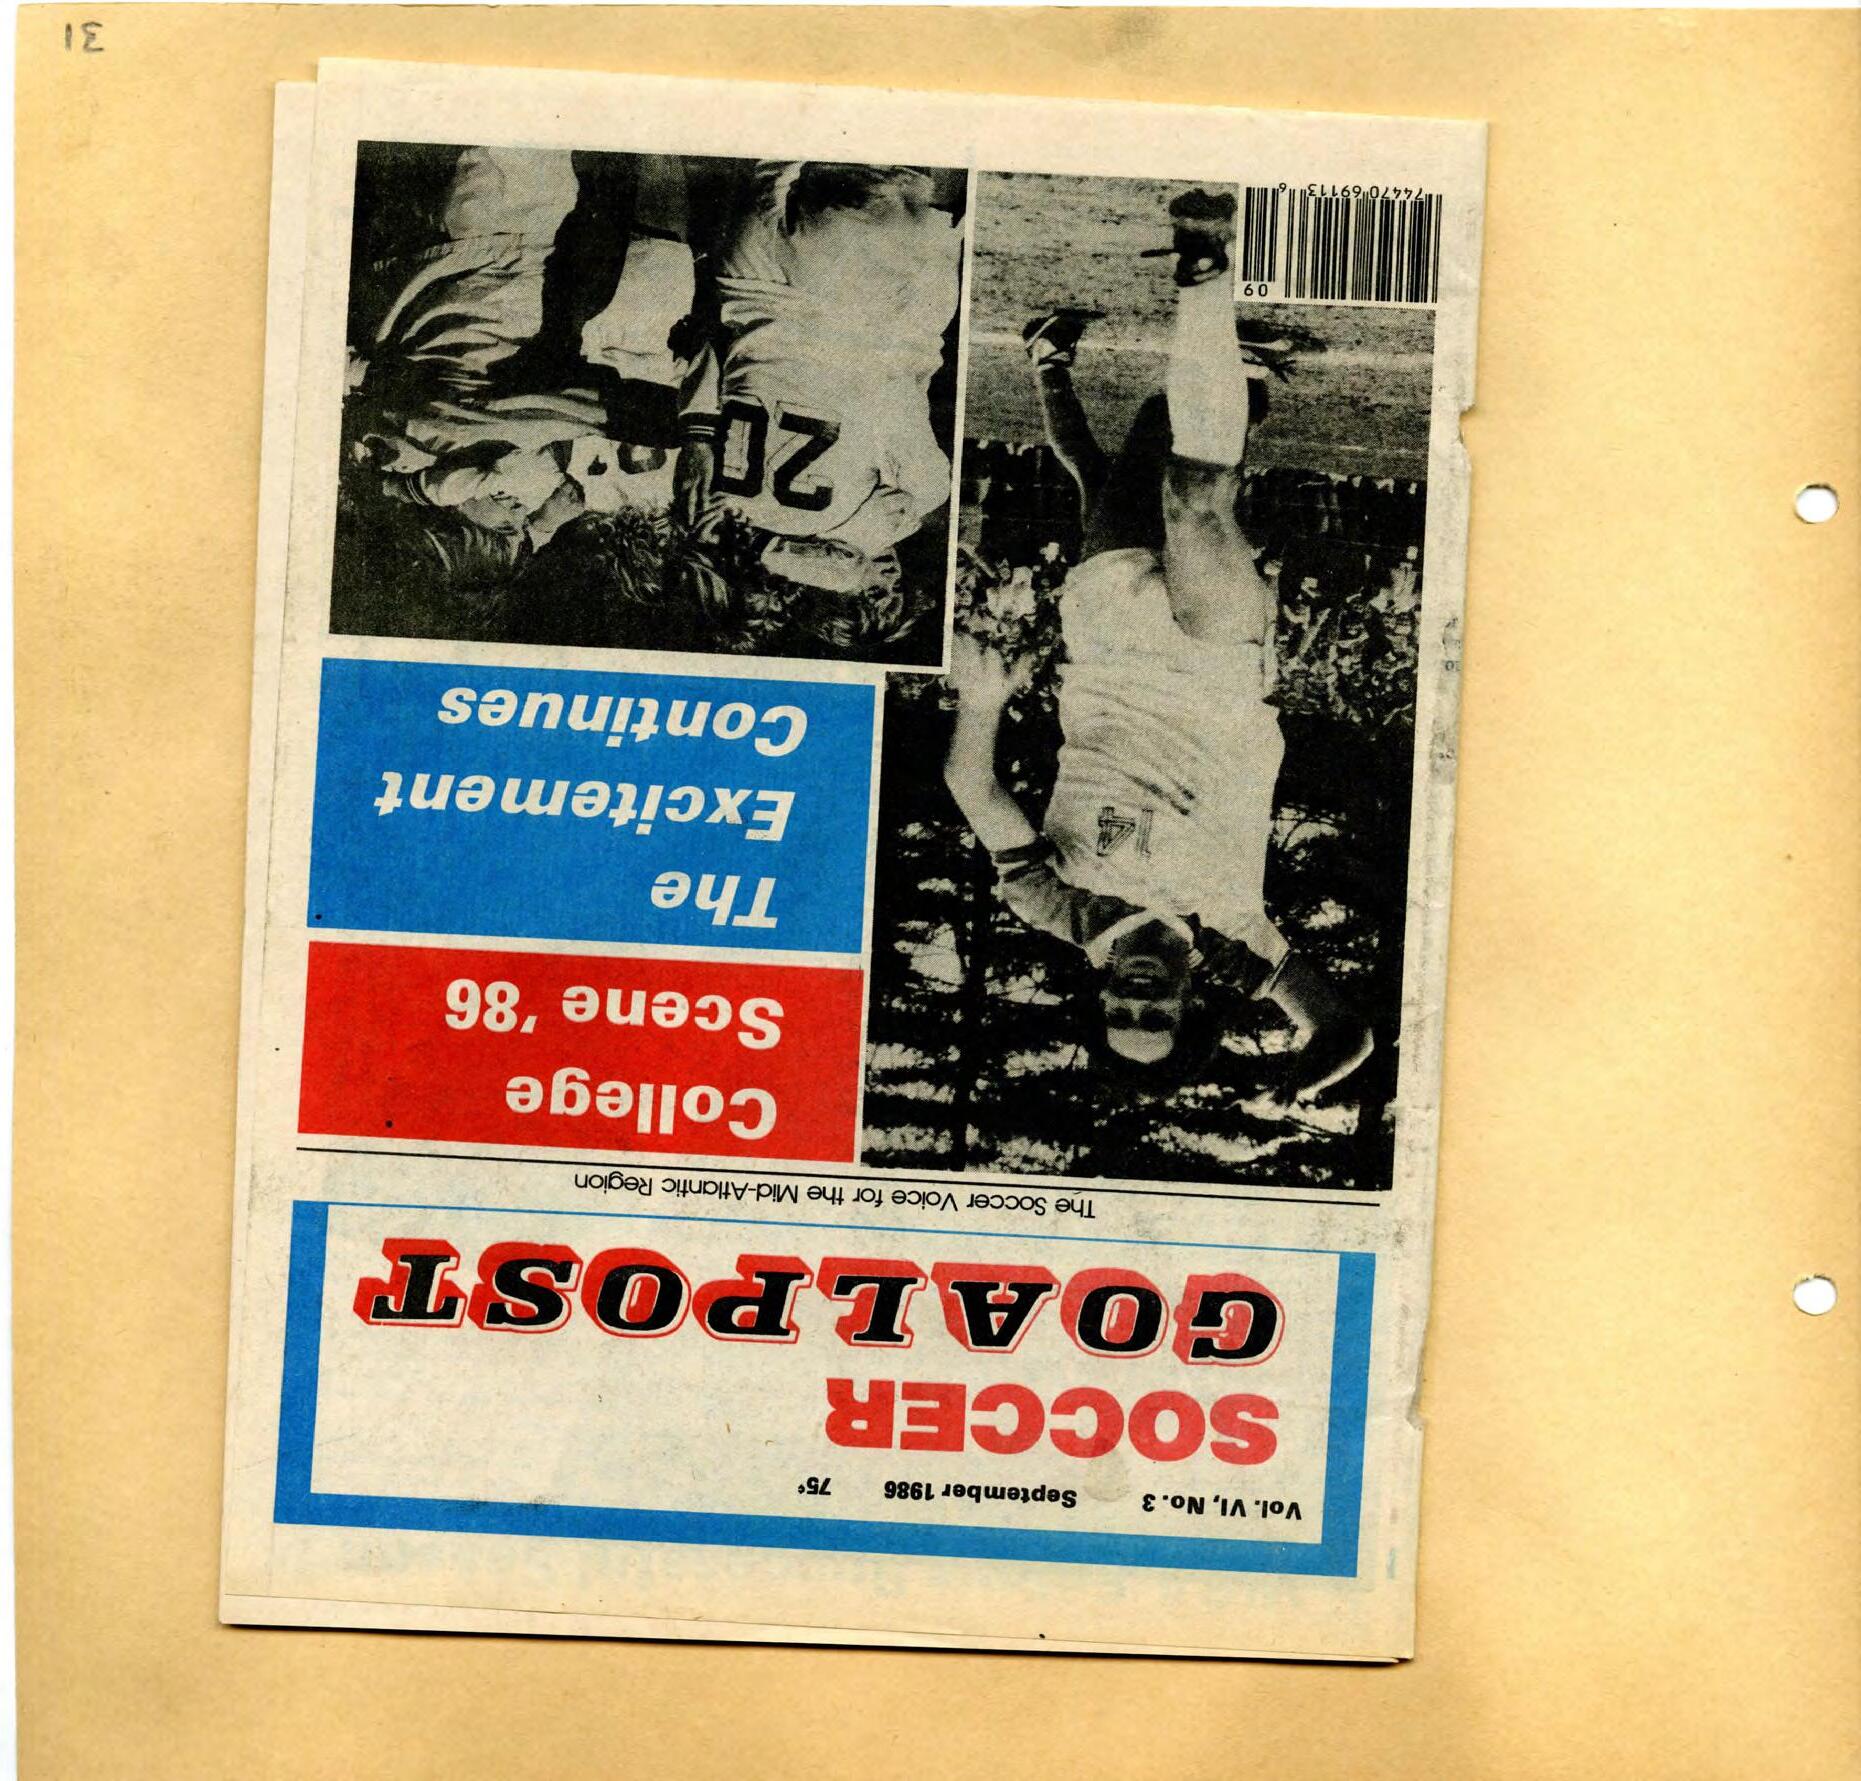 Vol. VI, No. 3 September 1986 75¢
SOCCER
GOALPOST
The Soccer Voice for the Mid-Atlantic Region
College
Scene '86
The
Excitement
Continues
14
20
09
74470 69113 6
31